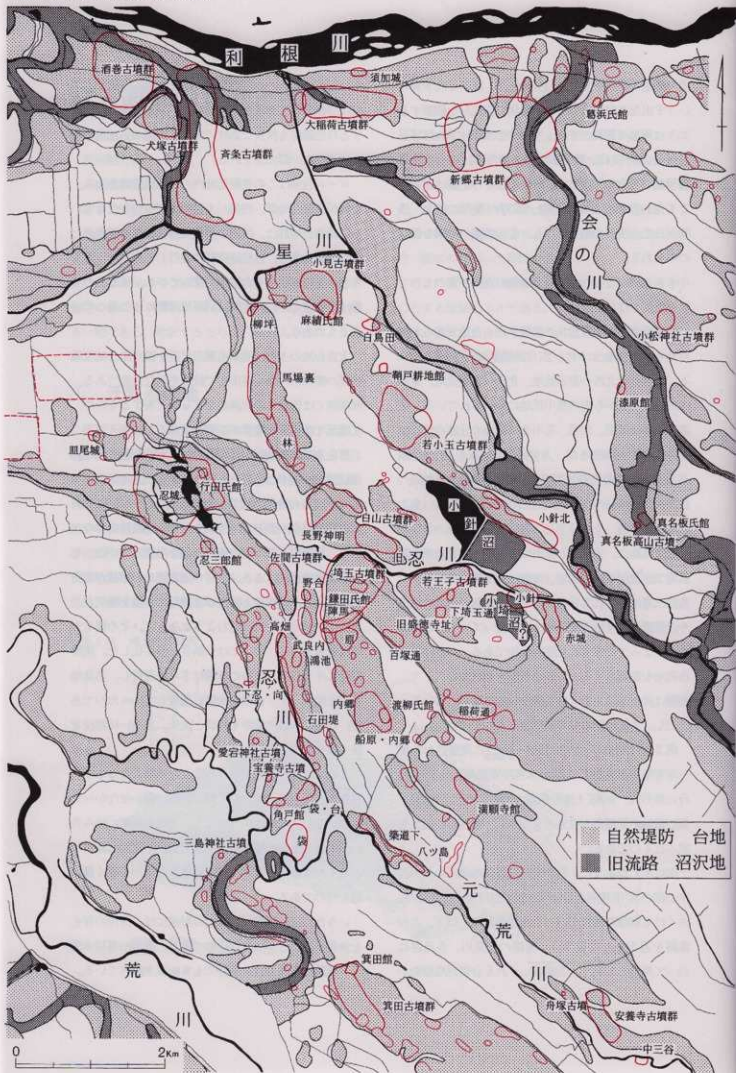 利根川
酒巻古墳群
須加城
大稲荷古墳群
葛浜氏館
犬塚古墳群
斉条古墳群
新郷古墳群
会の川
星川
小見古墳群
麻績氏館
柳坪
白鳥田
小松神社古墳群
馬場裏
鞘戸耕地館
漆原館
林
若小玉古墳群
皿尾城
忍城
行田氏館
小針沼
小針北
真名板氏館
長野神明
白山古墳群
真名板高山古墳
旧忍川
忍三郎館
佐間古墳群
埼玉古墳群
野合
鎌田氏館
陣馬
若王子古墳群
小針
下埼玉通
小埼沼?
旧盛徳寺址
赤城
高畑
武良内
原
百塚通
鴻池
忍川
下忍・向
石田堤
内郷
渡柳氏館
稲荷通
愛宕神社古墳
船原・内郷
宝養寺古墳
満願寺館
角戸館
袋・台
袋
築道下
八ツ島
三島神社古墳
自然堤防 台地
旧流路 沼沢地
元荒川
荒川
箕田館
箕田古墳群
舟塚古墳
安養寺古墳群
中三谷
0 2Km